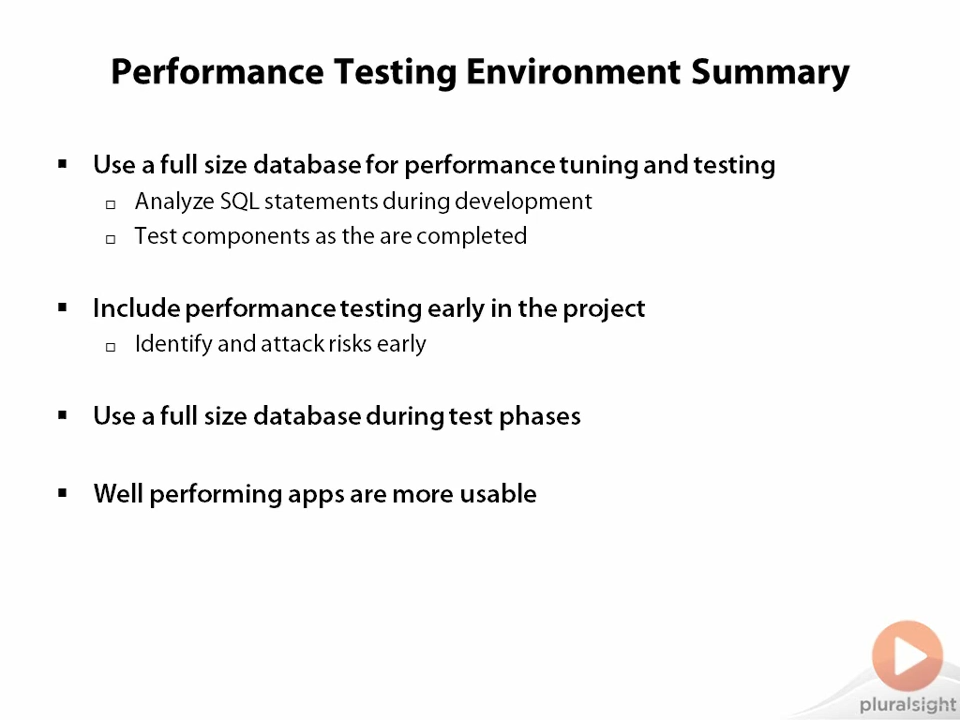 Performance Testing Environment Summary
▪ Use a full size database for performance tuning and testing
▫ Analyze SQL statements during development
▫ Test components as the are completed
▪ Include performance testing early in the project
▫ Identify and attack risks early
▪ Use a full size database during test phases
▪ Well performing apps are more usable
pluralsight